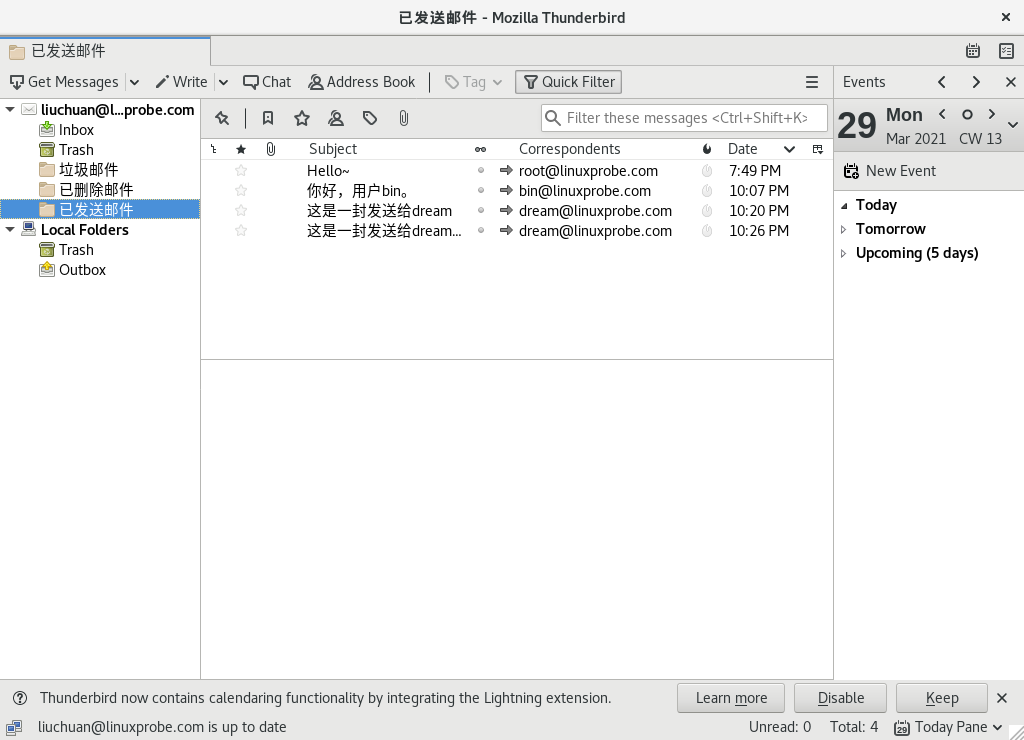 已发送邮件 - Mozilla Thunderbird
已发送邮件
Get Messages Write Chat Address Book Tag Quick Filter Events
liuchuan@l...probe.com
Inbox
Trash
垃圾邮件
已删除邮件
已发送邮件
Local Folders
Trash
Outbox
Filter these messages <Ctrl+Shift+K>
Subject Correspondents Date
Hello~ root@linuxprobe.com 7:49 PM
你好，用户bin。 bin@linuxprobe.com 10:07 PM
这是一封发送给dream dream@linuxprobe.com 10:20 PM
这是一封发送给dream... dream@linuxprobe.com 10:26 PM
29 Mon
Mar 2021 CW 13
New Event
Today
Tomorrow
Upcoming (5 days)
Thunderbird now contains calendaring functionality by integrating the Lightning extension. Learn more Disable Keep
liuchuan@linuxprobe.com is up to date Unread: 0 Total: 4 29 Today Pane